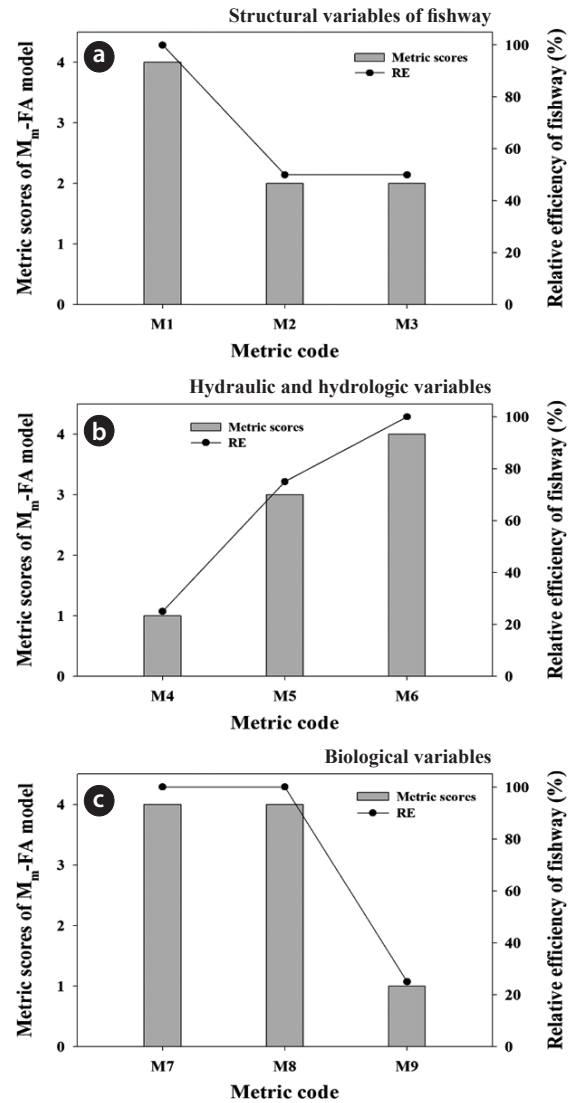 Structural variables of fishway
a
Metric scores
RE
Metric scores of Mm-FA model
4
3
2
1
0
100
80
60
40
20
0
Relative efficiency of fishway (%)
M1 M2 M3
Metric code
Hydraulic and hydrologic variables
b
Metric scores
RE
Metric scores of Mm-FA model
4
3
2
1
0
100
80
60
40
20
0
Relative efficiency of fishway (%)
M4 M5 M6
Metric code
Biological variables
c
Metric scores
RE
Metric scores of Mm-FA model
4
3
2
1
0
100
80
60
40
20
0
Relative efficiency of fishway (%)
M7 M8 M9
Metric code